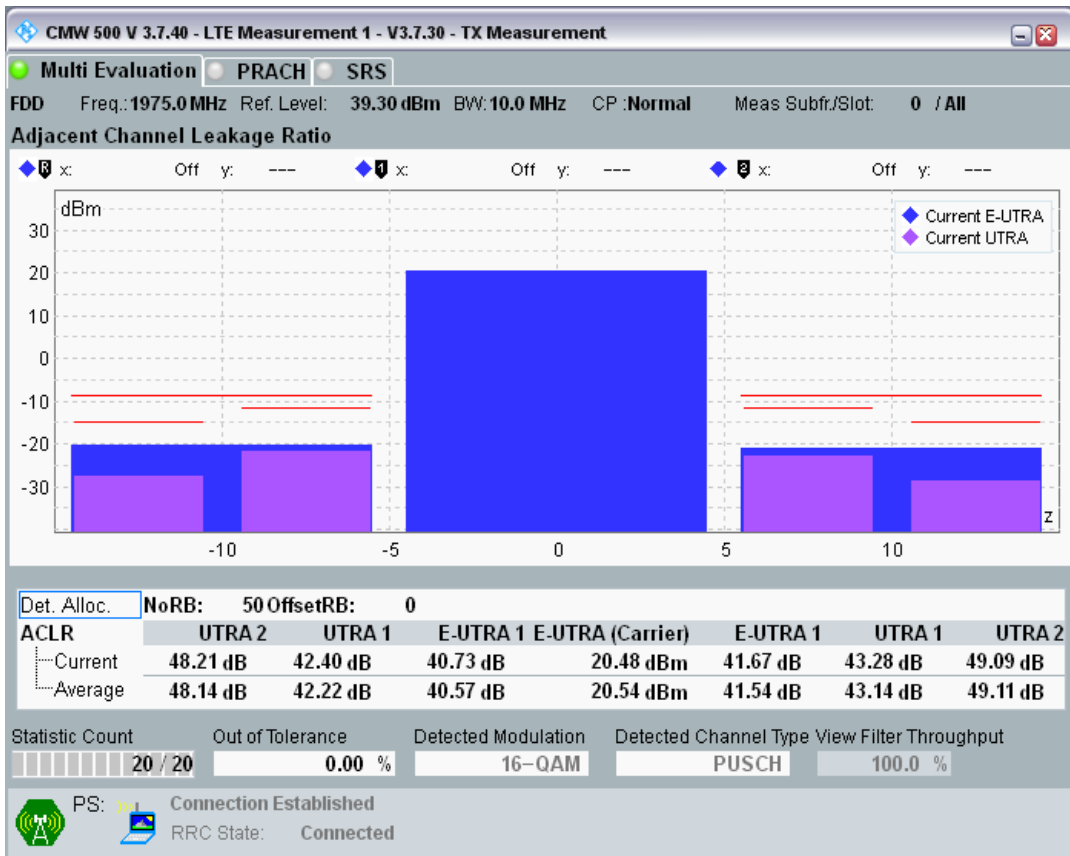 CMW 500 V 3.7.40 - LTE Measurement 1 - V3.7.30 - TX Measurement
Multi Evaluation PRACH SRS
FDD Freq.: 1975.0 MHz Ref. Level: 39.30 dBm BW: 10.0 MHz CP : Normal Meas Subfr./Slot: 0 / All
Adjacent Channel Leakage Ratio
R x: Off y: --- 1 x: Off y: --- 2 x: Off y: ---
dBm
Current E-UTRA
Current UTRA
30
20
10
0
-10
-20
-30
z
-10 -5 0 5 10
Det. Alloc. NoRB: 50 OffsetRB: 0
ACLR UTRA 2 UTRA 1 E-UTRA 1 E-UTRA (Carrier) E-UTRA 1 UTRA 1 UTRA 2
Current 48.21 dB 42.40 dB 40.73 dB 20.48 dBm 41.67 dB 43.28 dB 49.09 dB
Average 48.14 dB 42.22 dB 40.57 dB 20.54 dBm 41.54 dB 43.14 dB 49.11 dB
Statistic Count Out of Tolerance Detected Modulation Detected Channel Type View Filter Throughput
20 / 20 0.00 % 16-QAM PUSCH 100.0 %
PS: Connection Established
RRC State: Connected